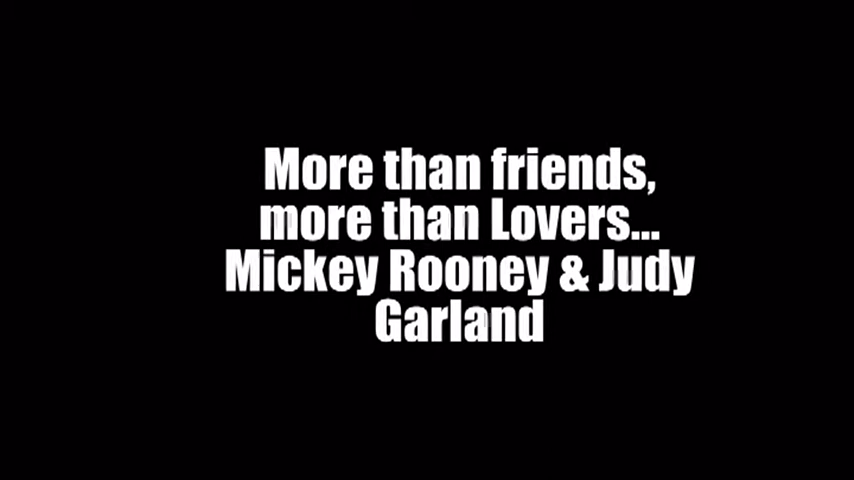 More than friends,
more than Lovers...
Mickey Rooney & Judy
Garland